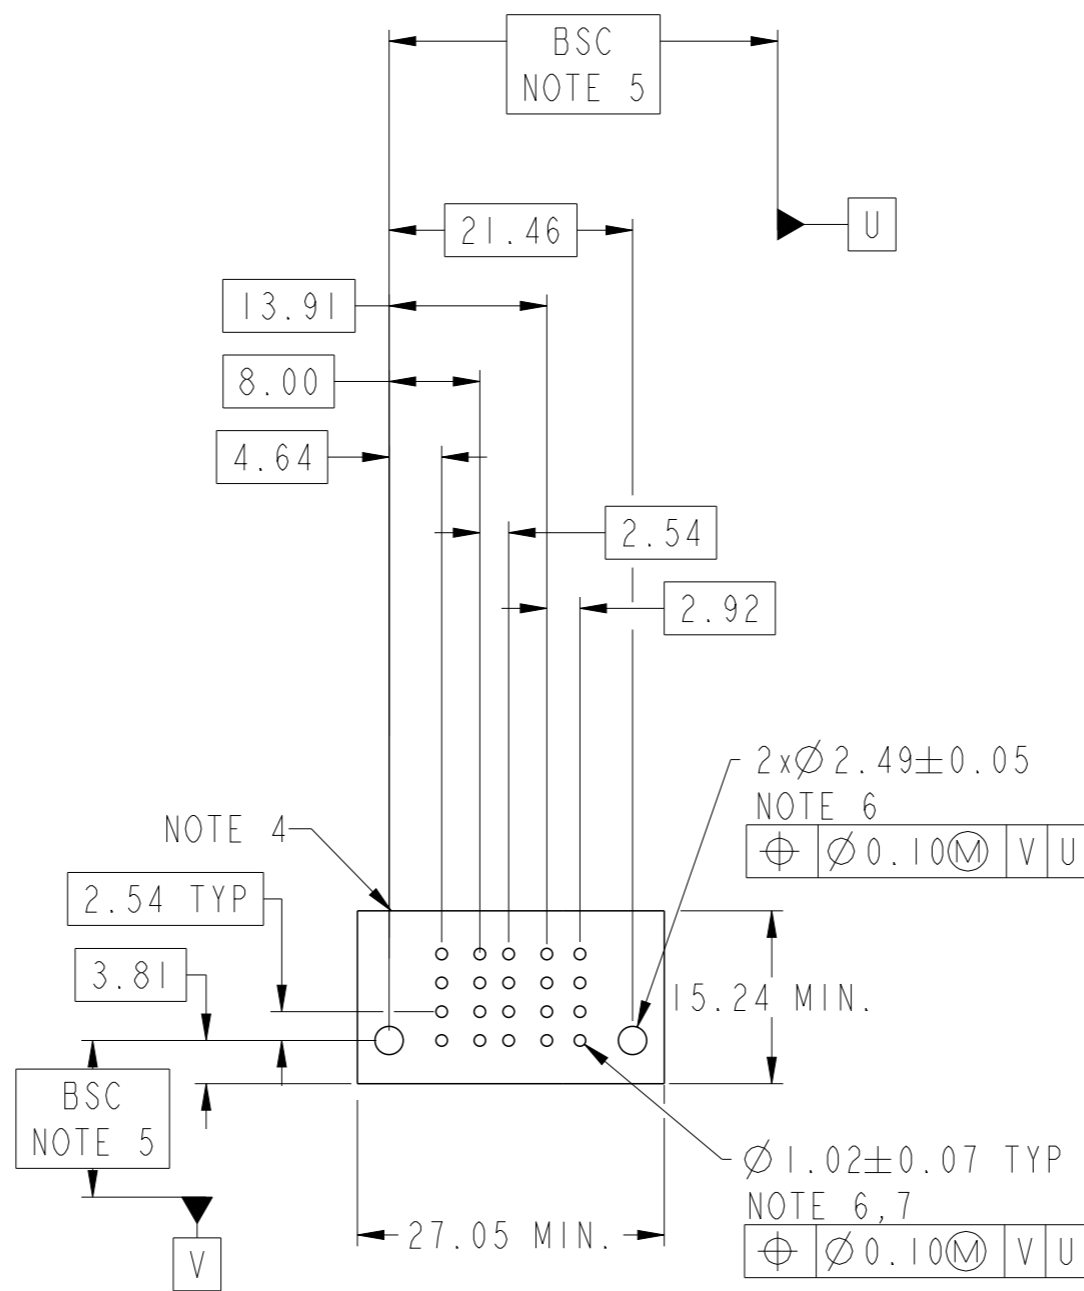 BSC
NOTE 5
U
21.46
13.91
8.00
4.64
2.54
2.92
2x∅2.49±0.05
NOTE 6
⌖ ∅0.10Ⓜ V U
NOTE 4
2.54 TYP
3.81
15.24 MIN.
BSC
NOTE 5
∅1.02±0.07 TYP
NOTE 6,7
⌖ ∅0.10Ⓜ V U
27.05 MIN.
V